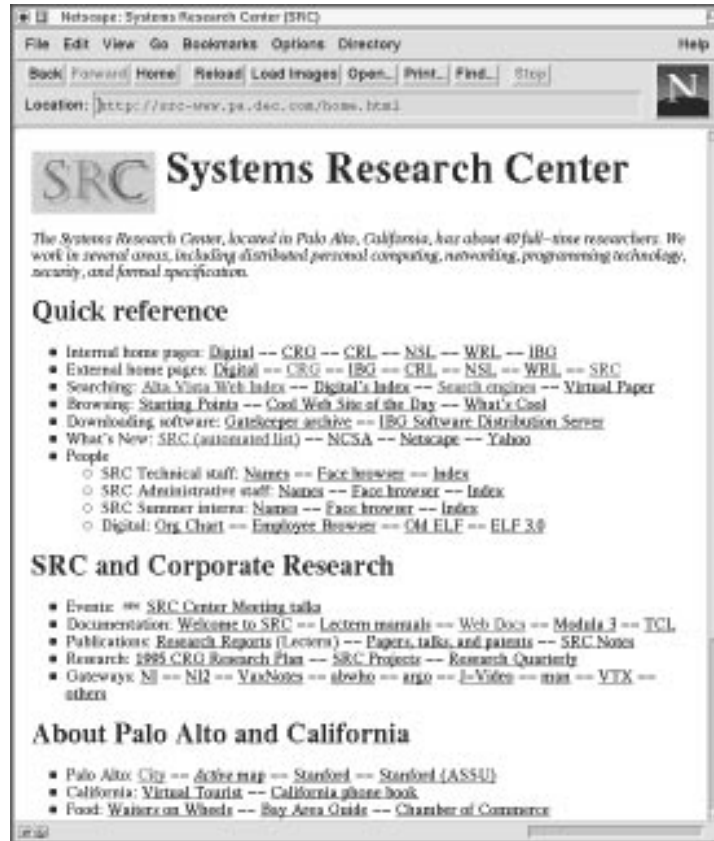 Netscape: Systems Research Center (SRC)
File Edit View Go Bookmarks Options Directory Help
Back Forward Home Reload Load Images Open... Print... Find... Stop
N
Location: http://src-www.pa.dec.com/home.html
SRC Systems Research Center
The Systems Research Center, located in Palo Alto, California, has about 40 full-time researchers. We
work in several areas, including distributed personal computing, networking, programming technology,
security, and formal specification.
Quick reference
Internal home pages: Digital -- CRG -- CRL -- NSL -- WRL -- IBG
External home pages: Digital -- CRG -- IBG -- CRL -- NSL -- WRL -- SRC
Searching: Alta Vista Web Index -- Digital's Index -- Search engines -- Virtual Paper
Browsing: Starting Points -- Cool Web Site of the Day -- What's Cool
Downloading software: Gatekeeper archive -- IBG Software Distribution Server
What's New: SRC (automated list) -- NCSA -- Netscape -- Yahoo
People
SRC Technical staff: Names -- Face browser -- Index
SRC Administrative staff: Names -- Face browser -- Index
SRC Summer interns: Names -- Face browser -- Index
Digital: Org Chart -- Employee Browser -- Old ELF -- ELF 3.0
SRC and Corporate Research
Events: SRC Center Meeting talks
Documentation: Welcome to SRC -- Lectern manuals -- Web Docs -- Modula 3 -- TCL
Publications: Research Reports (Lectern) -- Papers, talks, and patents -- SRC Notes
Research: 1995 CRG Research Plan -- SRC Projects -- Research Quarterly
Gateways: NI -- NI2 -- VaxNotes -- abwho -- argo -- J-Video -- man -- VTX --
others
About Palo Alto and California
Palo Alto: City -- Active map -- Stanford -- Stanford (ASSU)
California: Virtual Tourist -- California phone book
Food: Waiters on Wheels -- Bay Area Guide -- Chamber of Commerce